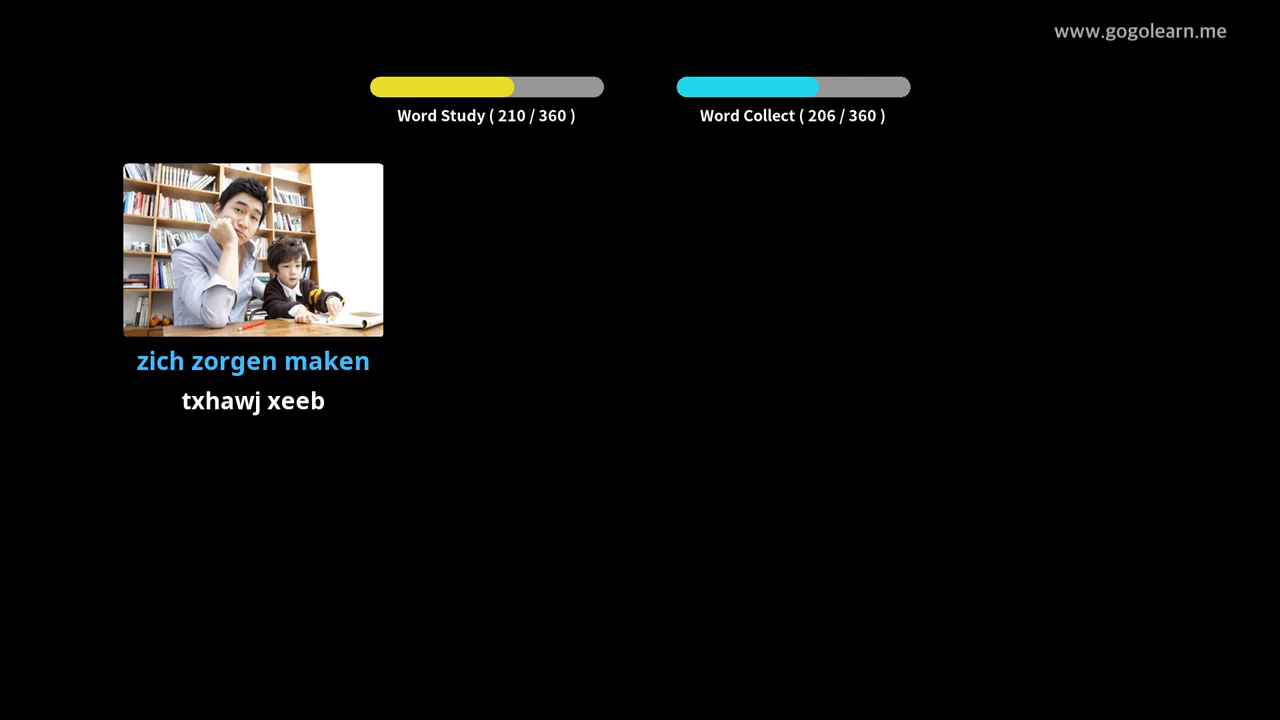 www.gogolearn.me
Word Study ( 210 / 360 )
Word Collect ( 206 / 360 )
zich zorgen maken
txhawj xeeb